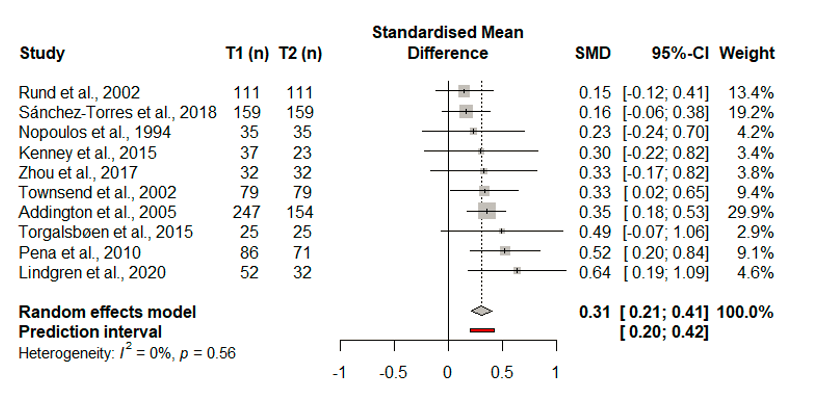 Standardised Mean
Study T1 (n) T2 (n) Difference SMD 95%-CI Weight
Rund et al., 2002 111 111 0.15 [-0.12; 0.41] 13.4%
Sánchez-Torres et al., 2018 159 159 0.16 [-0.06; 0.38] 19.2%
Nopoulos et al., 1994 35 35 0.23 [-0.24; 0.70] 4.2%
Kenney et al., 2015 37 23 0.30 [-0.22; 0.82] 3.4%
Zhou et al., 2017 32 32 0.33 [-0.17; 0.82] 3.8%
Townsend et al., 2002 79 79 0.33 [ 0.02; 0.65] 9.4%
Addington et al., 2005 247 154 0.35 [ 0.18; 0.53] 29.9%
Torgalsbøen et al., 2015 25 25 0.49 [-0.07; 1.06] 2.9%
Pena et al., 2010 86 71 0.52 [ 0.20; 0.84] 9.1%
Lindgren et al., 2020 52 32 0.64 [ 0.19; 1.09] 4.6%
Random effects model 0.31 [ 0.21; 0.41] 100.0%
Prediction interval [ 0.20; 0.42]
Heterogeneity: I² = 0%, p = 0.56
-1 -0.5 0 0.5 1